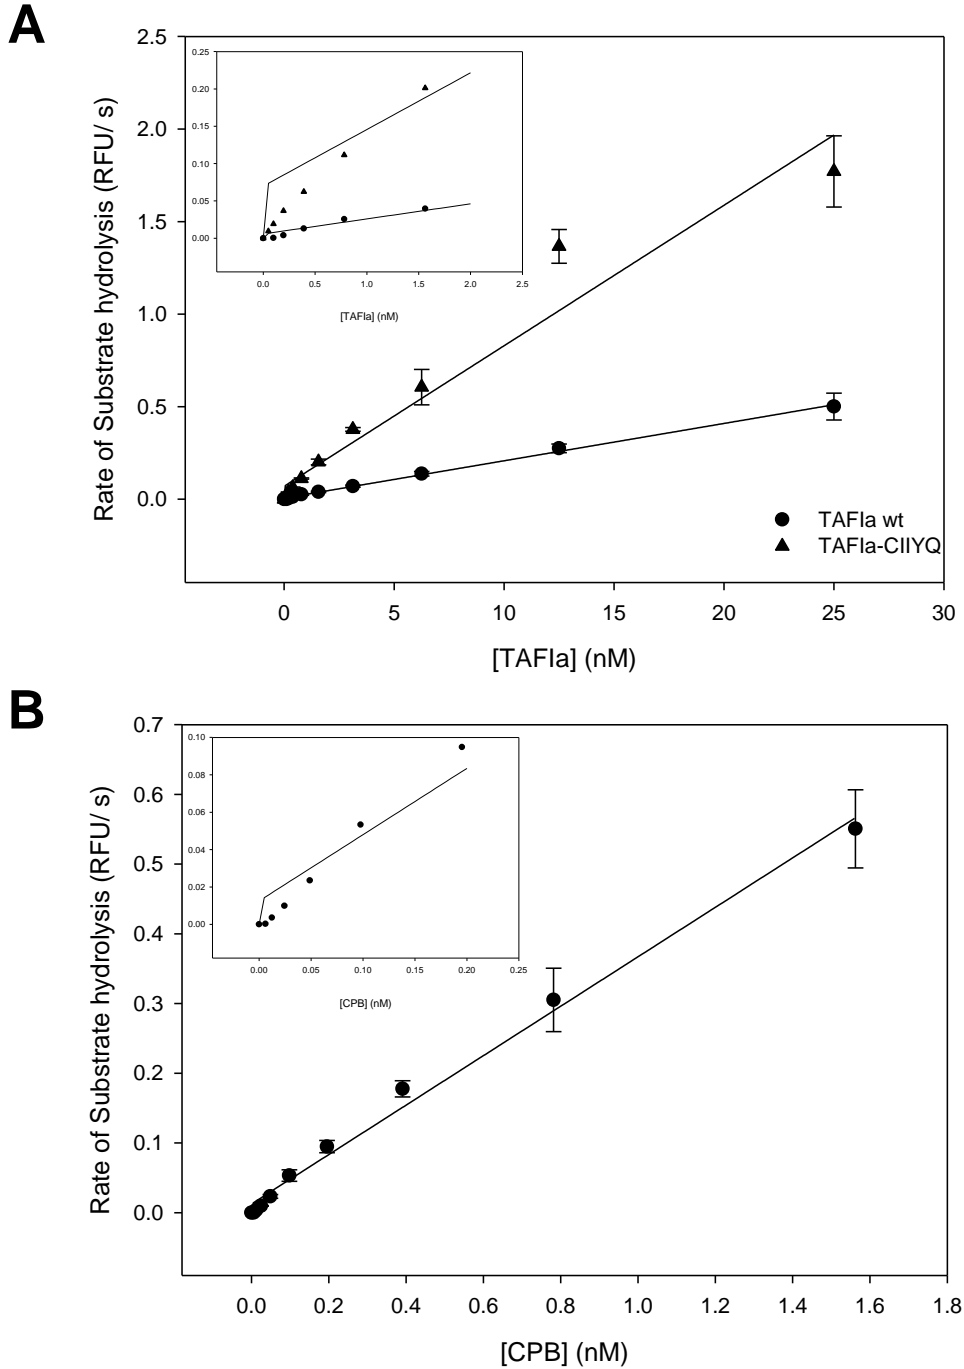 A
Rate of Substrate hydrolysis (RFU/ s)
2.5
2.0
1.5
1.0
0.5
0.0
0.25
0.20
0.15
0.10
0.05
0.00
0.0 0.5 1.0 1.5 2.0 2.5
[TAFIa] (nM)
TAFIa wt
TAFIa-CIIYQ
0 5 10 15 20 25 30
[TAFIa] (nM)
B
Rate of Substrate hydrolysis (RFU/ s)
0.7
0.6
0.5
0.4
0.3
0.2
0.1
0.0
0.10
0.08
0.06
0.04
0.02
0.00
0.00 0.05 0.10 0.15 0.20 0.25
[CPB] (nM)
0.0 0.2 0.4 0.6 0.8 1.0 1.2 1.4 1.6 1.8
[CPB] (nM)